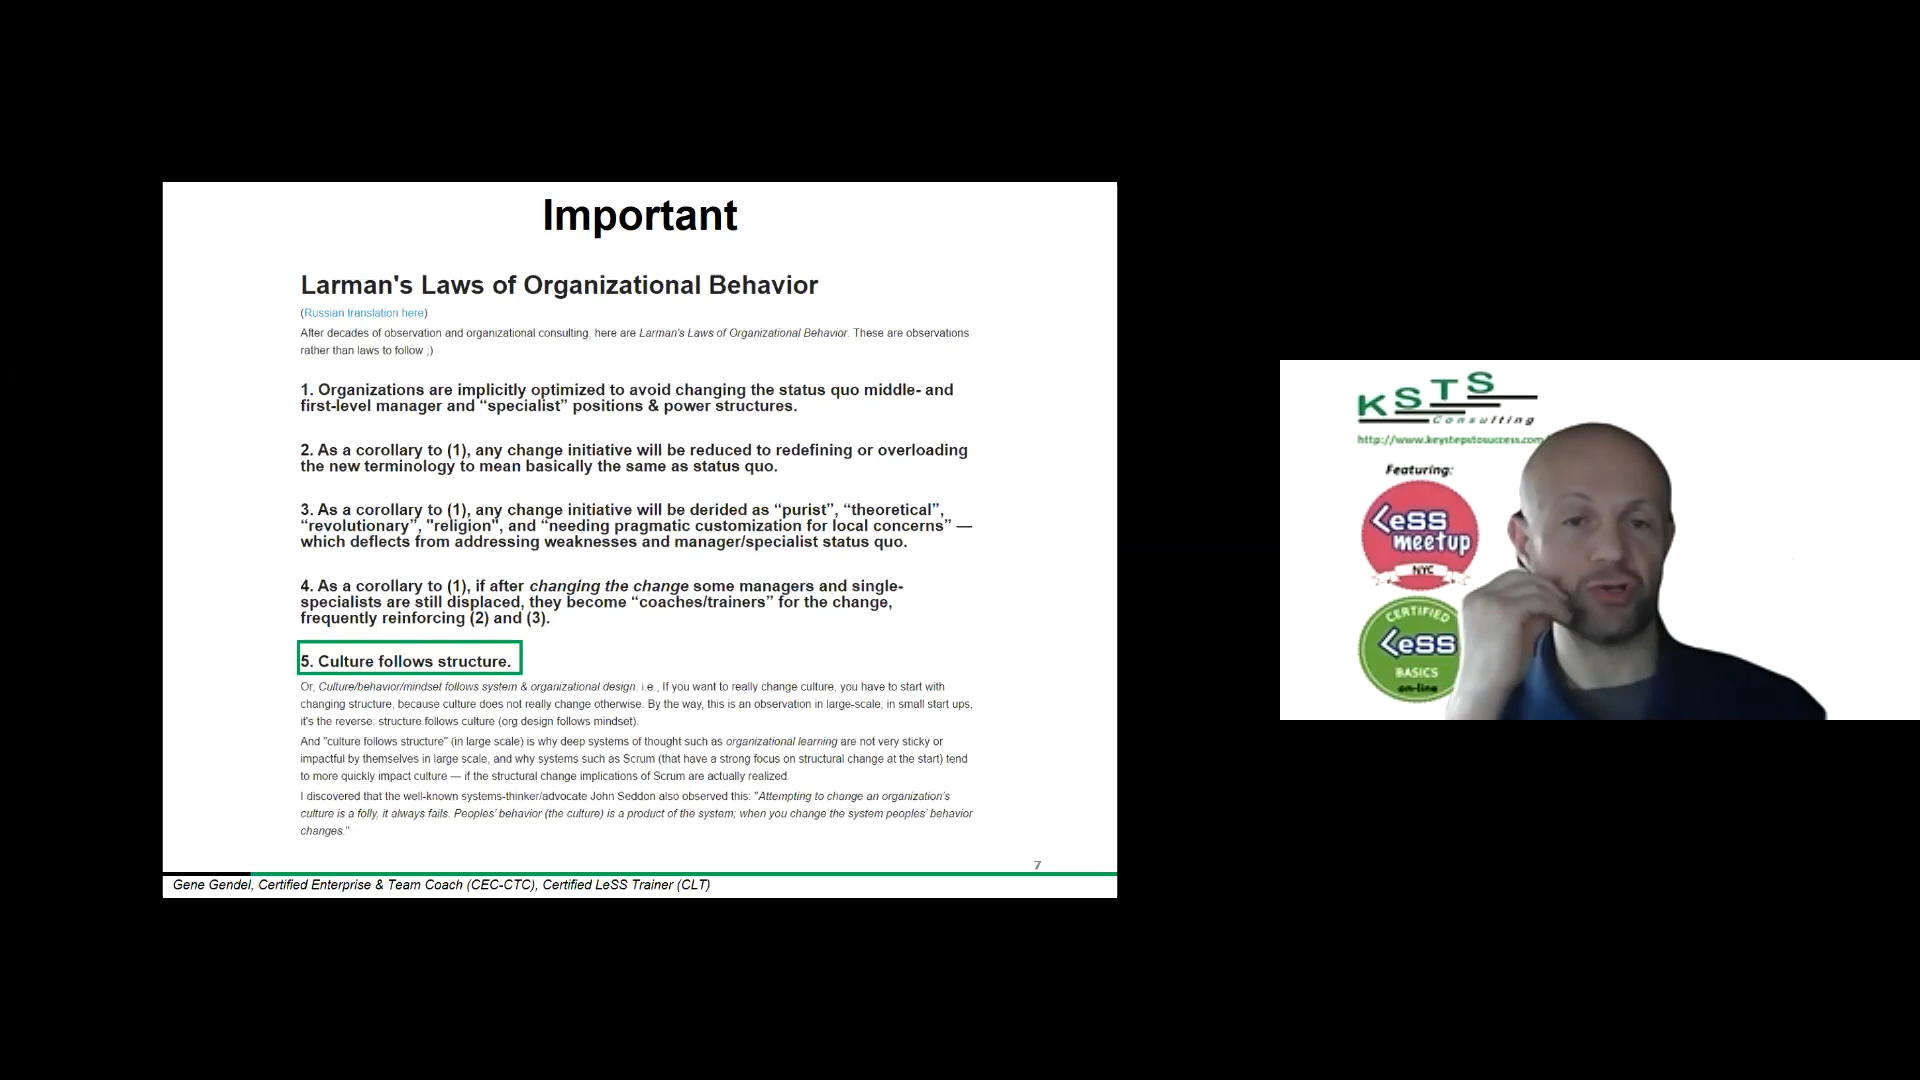 Important
Larman's Laws of Organizational Behavior
(Russian translation here)
After decades of observation and organizational consulting, here are Larman's Laws of Organizational Behavior. These are observations
rather than laws to follow ;)
1. Organizations are implicitly optimized to avoid changing the status quo middle- and
first-level manager and “specialist” positions & power structures.
2. As a corollary to (1), any change initiative will be reduced to redefining or overloading
the new terminology to mean basically the same as status quo.
3. As a corollary to (1), any change initiative will be derided as “purist”, “theoretical”,
“revolutionary”, "religion", and “needing pragmatic customization for local concerns” —
which deflects from addressing weaknesses and manager/specialist status quo.
4. As a corollary to (1), if after changing the change some managers and single-
specialists are still displaced, they become “coaches/trainers” for the change,
frequently reinforcing (2) and (3).
5. Culture follows structure.
Or, Culture/behavior/mindset follows system & organizational design. i.e., If you want to really change culture, you have to start with
changing structure, because culture does not really change otherwise. By the way, this is an observation in large-scale; in small start ups,
it's the reverse: structure follows culture (org design follows mindset).
And "culture follows structure" (in large scale) is why deep systems of thought such as organizational learning are not very sticky or
impactful by themselves in large scale, and why systems such as Scrum (that have a strong focus on structural change at the start) tend
to more quickly impact culture — if the structural change implications of Scrum are actually realized.
I discovered that the well-known systems-thinker/advocate John Seddon also observed this: "Attempting to change an organization’s
culture is a folly, it always fails. Peoples’ behavior (the culture) is a product of the system; when you change the system peoples’ behavior
changes."
7
Gene Gendel, Certified Enterprise & Team Coach (CEC-CTC), Certified LeSS Trainer (CLT)
KSTS
Consulting
http://www.keystepstosuccess.com
Featuring:
LeSS
meetup
NYC
CERTIFIED
LeSS
BASICS
on-line